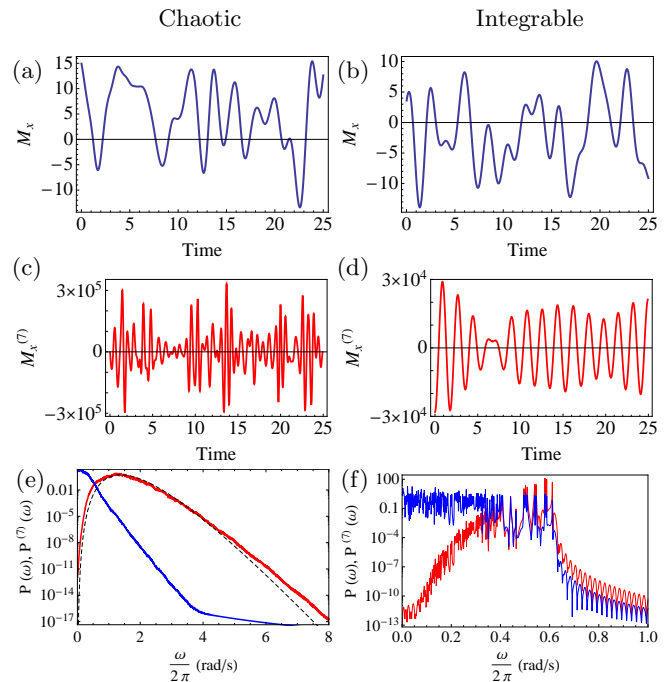 Chaotic Integrable
(a) (b)
15
10
5
0
−5
−10
M_x
0 5 10 15 20 25
Time
10
5
0
−5
−10
M_x
0 5 10 15 20 25
Time
(c) (d)
3×10^5
0
−3×10^5
M_x^(7)
0 5 10 15 20 25
Time
3×10^4
0
−3×10^4
M_x^(7)
0 5 10 15 20 25
Time
(e) (f)
0.01
10^−5
10^−8
10^−11
10^−14
10^−17
P (ω), P^(7) (ω)
0 2 4 6 8
ω/2 π (rad/s)
100
0.1
10^−4
10^−7
10^−10
10^−13
P (ω), P^(7) (ω)
0.0 0.2 0.4 0.6 0.8 1.0
ω/2 π (rad/s)